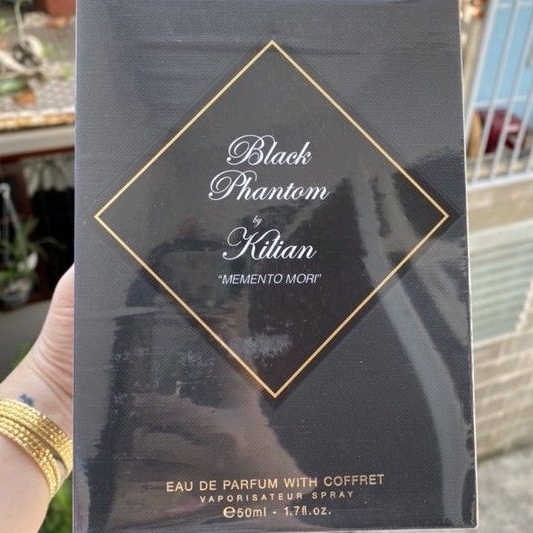 Black
Phantom
by
Kilian
“MEMENTO MORI”
EAU DE PARFUM WITH COFFRET
VAPORISATEUR SPRAY
℮50ml - 1.7fl.oz.